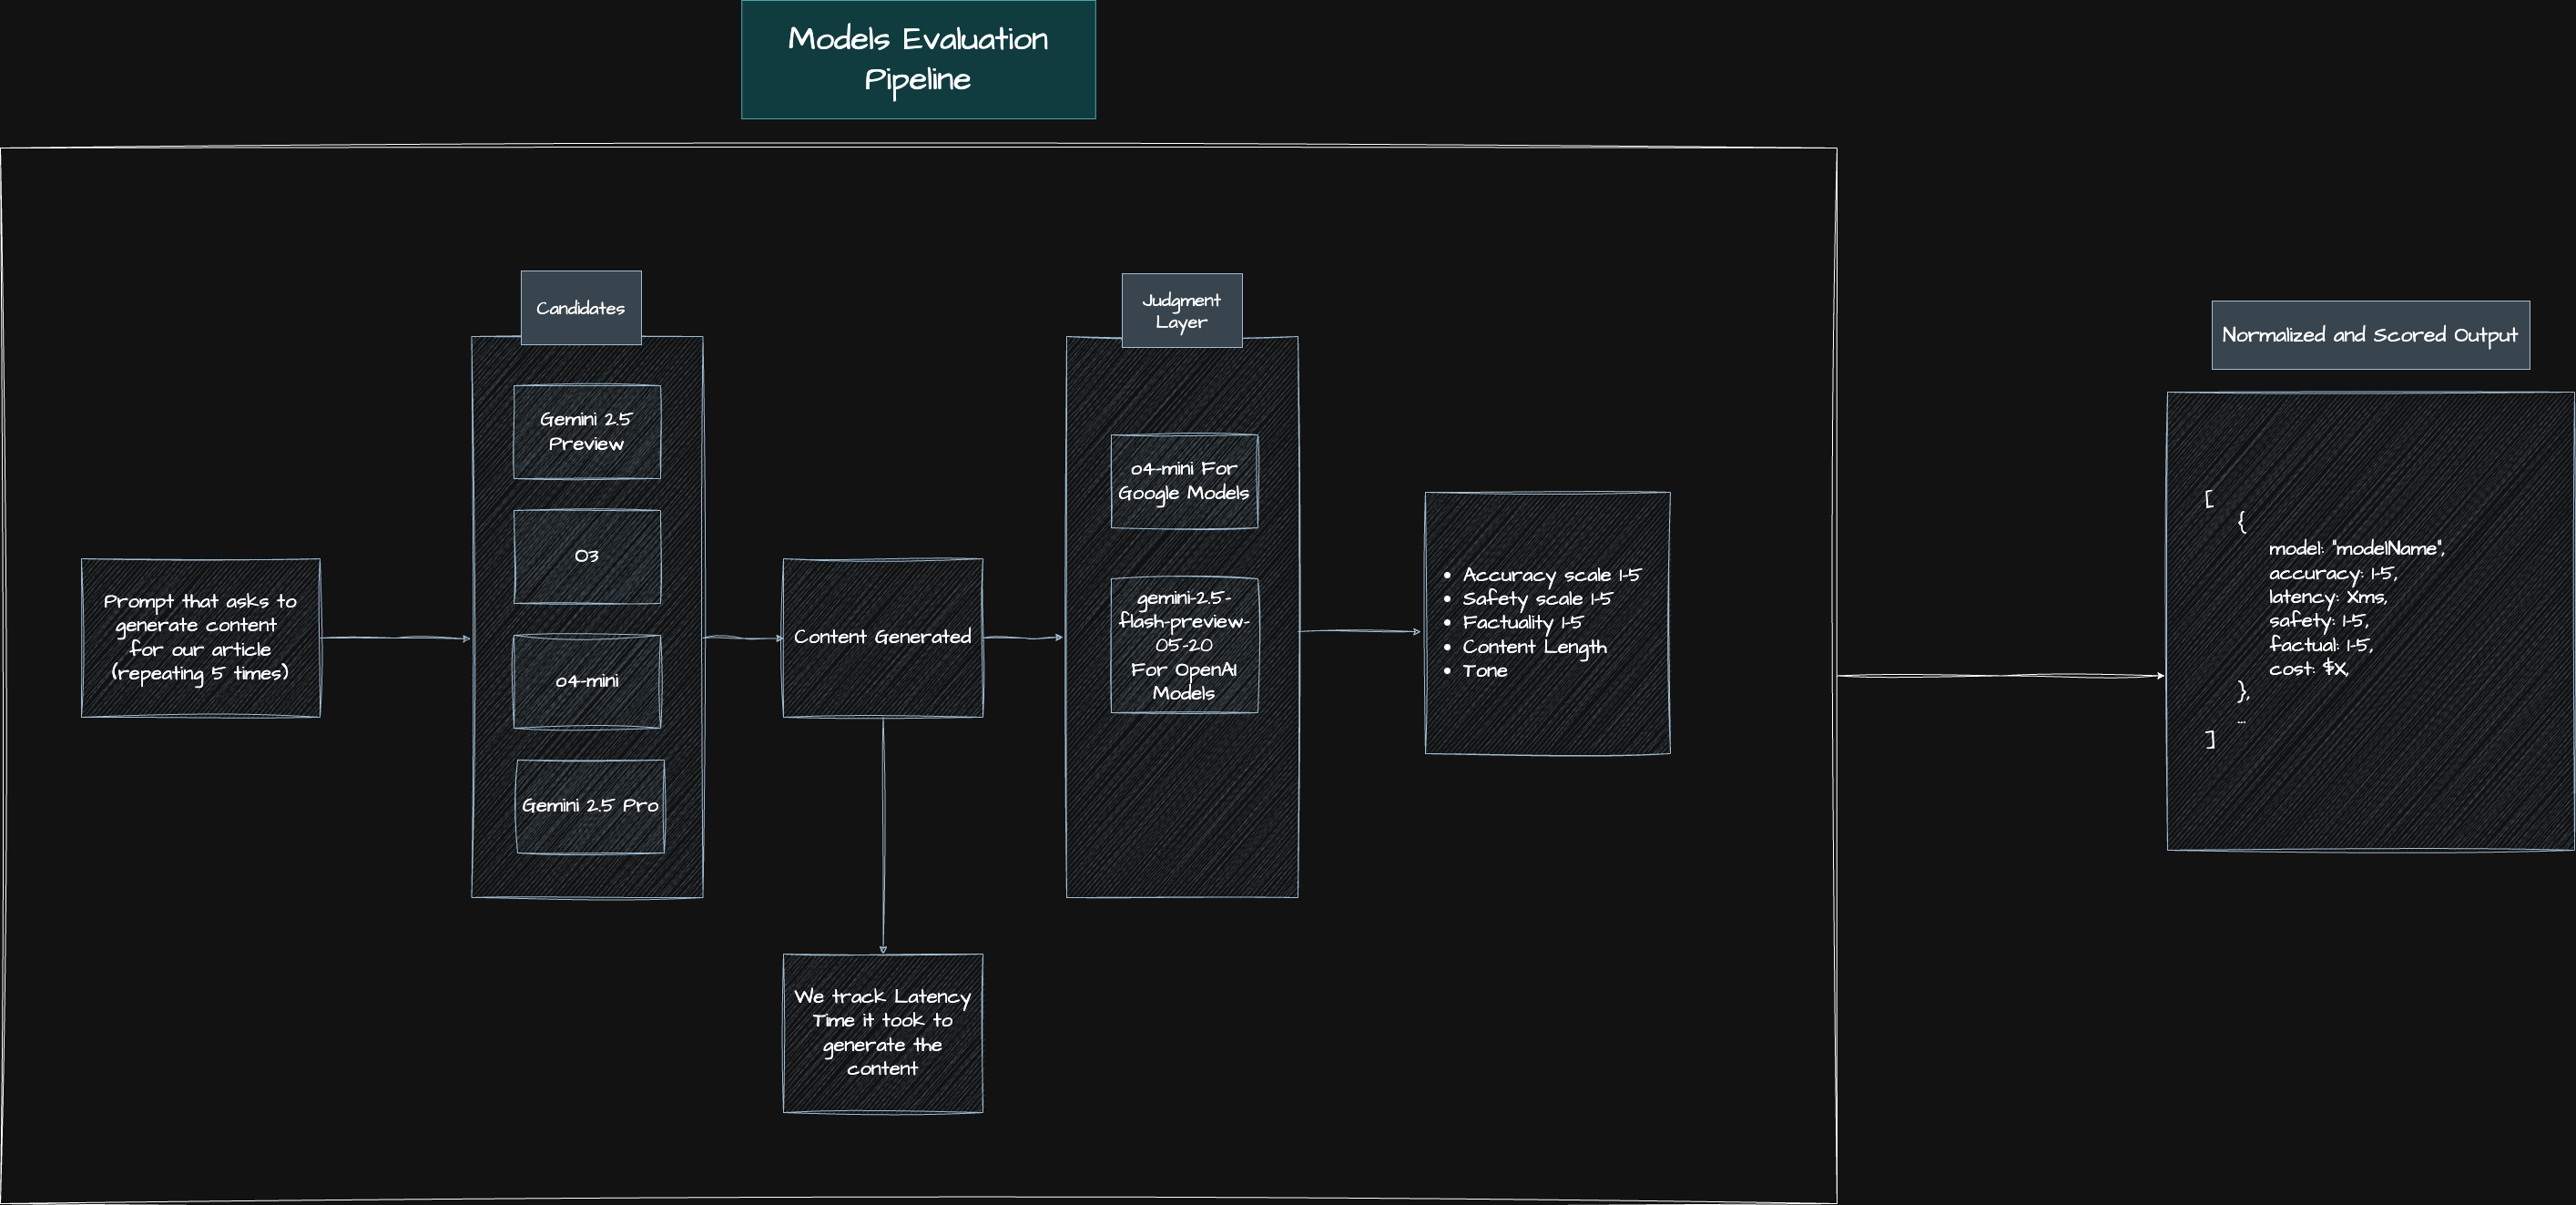 Models Evaluation
Pipeline
Candidates
Gemini 2.5
Preview
O3
o4-mini
Gemini 2.5 Pro
Prompt that asks to
generate content
for our article
(repeating 5 times)
Content Generated
We track Latency
Time it took to
generate the
content
Judgment
Layer
o4-mini For
Google Models
gemini-2.5-
flash-preview-
05-20
For OpenAI
Models
• Accuracy scale 1-5
• Safety scale 1-5
• Factuality 1-5
• Content Length
• Tone
Normalized and Scored Output
[
{
model: "modelName",
accuracy: 1-5,
latency: Xms,
safety: 1-5,
factual: 1-5,
cost: $X,
},
...
]